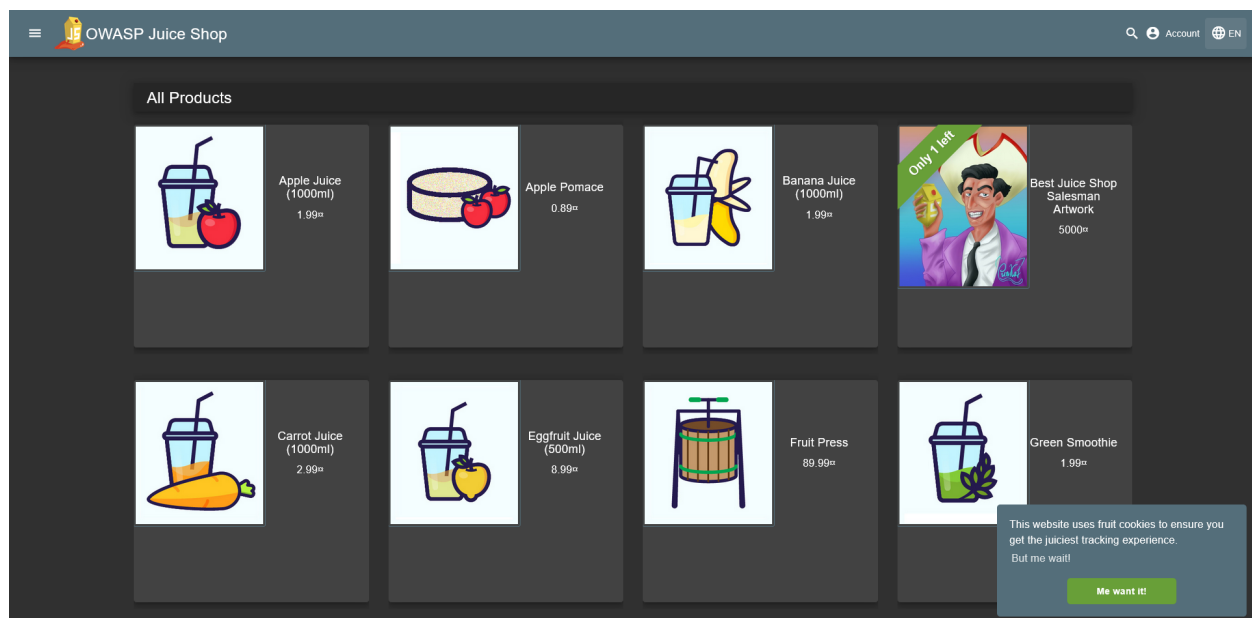 OWASP Juice Shop
Account
EN
All Products
Apple Juice
(1000ml)
1.99¤
Apple Pomace
0.89¤
Banana Juice
(1000ml)
1.99¤
Only 1 left
Best Juice Shop
Salesman
Artwork
5000¤
Carrot Juice
(1000ml)
2.99¤
Eggfruit Juice
(500ml)
8.99¤
Fruit Press
89.99¤
Green Smoothie
1.99¤
This website uses fruit cookies to ensure you
get the juiciest tracking experience.
But me wait!
Me want it!